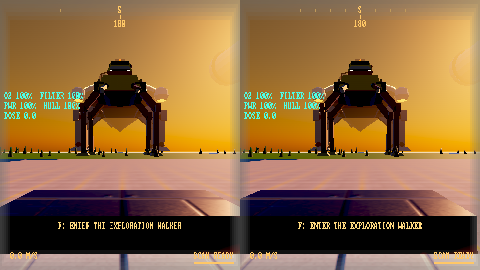 S
180
O2 100% FILTER 100%
PWR 100% HULL 100%
DOSE 0.0
F: ENTER THE EXPLORATION WALKER
0.0 M/S
S
180
O2 100% FILTER 100%
PWR 100% HULL 100%
DOSE 0.0
F: ENTER THE EXPLORATION WALKER
0.0 M/S